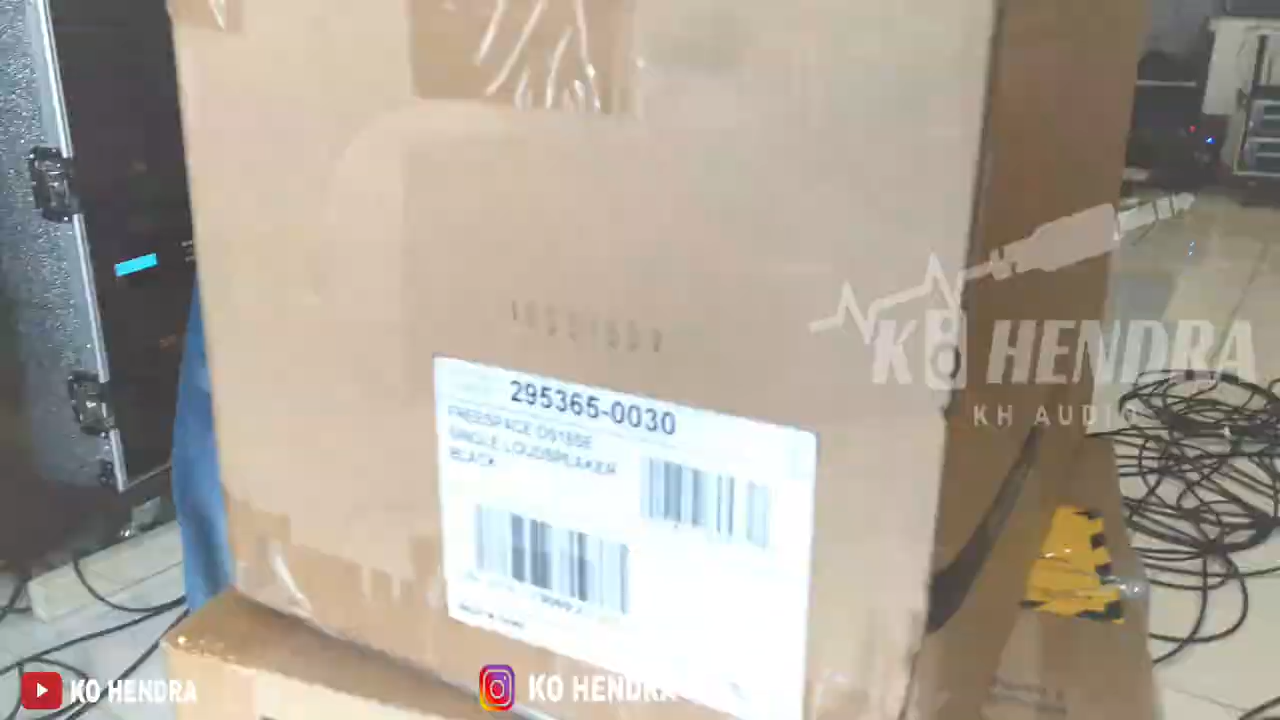 295365-0030
FREESPACE DS16SE
SINGLE LOUDSPEAKER
BLACK
KO HENDRA
KH AUDIO
KO HENDRA
KO HENDRA